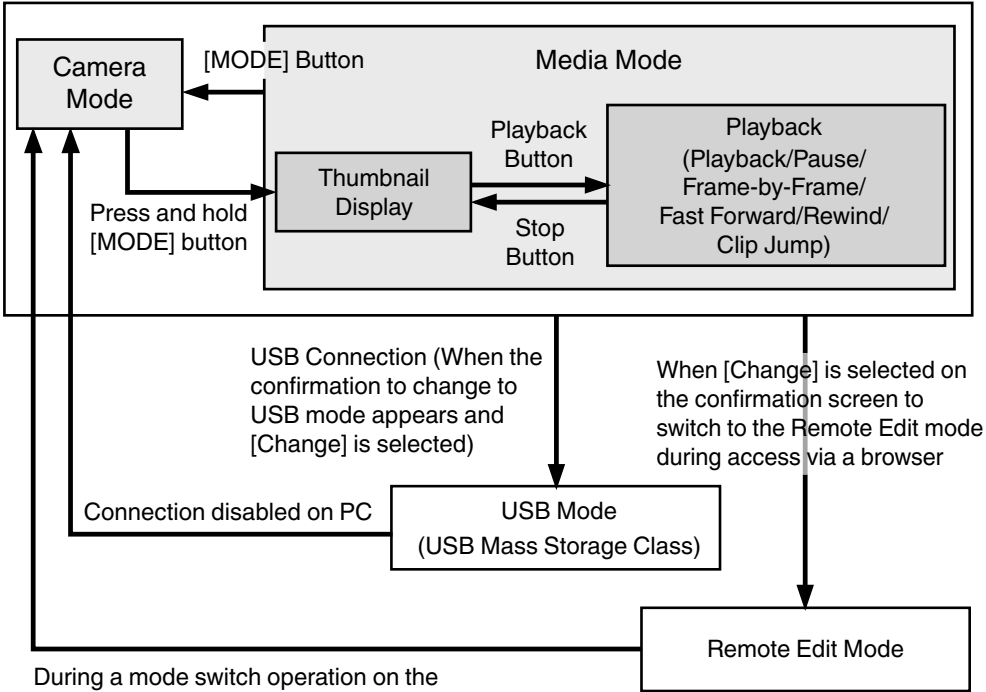 Camera
Mode
[MODE] Button
Media Mode
Press and hold
[MODE] button
Thumbnail
Display
Playback
Button
Stop
Button
Playback
(Playback/Pause/
Frame-by-Frame/
Fast Forward/Rewind/
Clip Jump)
USB Connection (When the
confirmation to change to
USB mode appears and
[Change] is selected)
When [Change] is selected on
the confirmation screen to
switch to the Remote Edit mode
during access via a browser
Connection disabled on PC
USB Mode
(USB Mass Storage Class)
Remote Edit Mode
During a mode switch operation on the